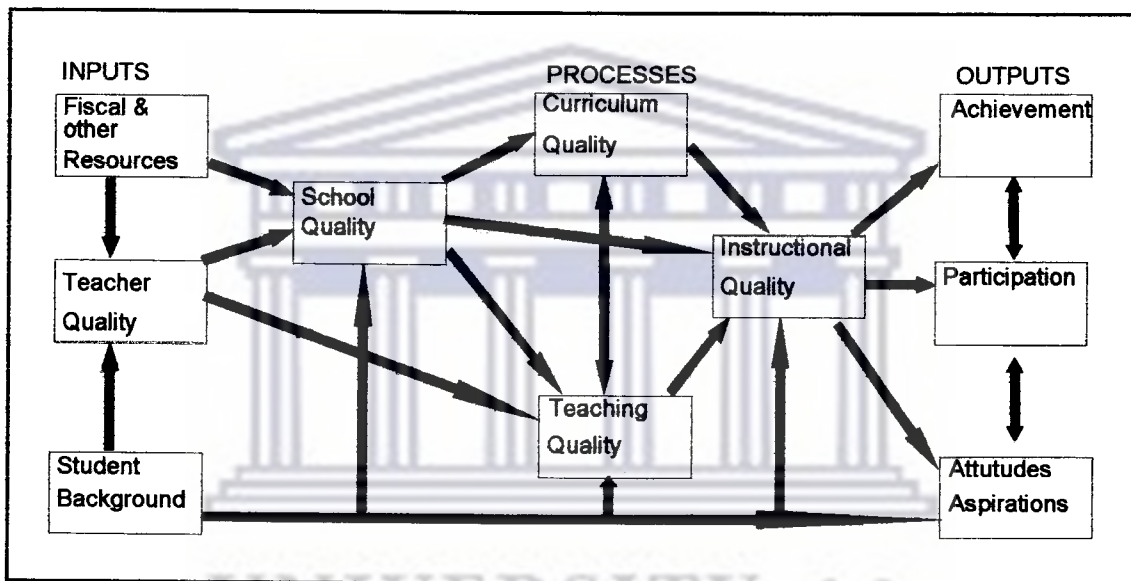 INPUTS
Fiscal &
other
Resources
Teacher
Quality
Student
Background
School
Quality
PROCESSES
Curriculum
Quality
Teaching
Quality
Instructional
Quality
OUTPUTS
Achievement
Participation
Attutudes
Aspirations